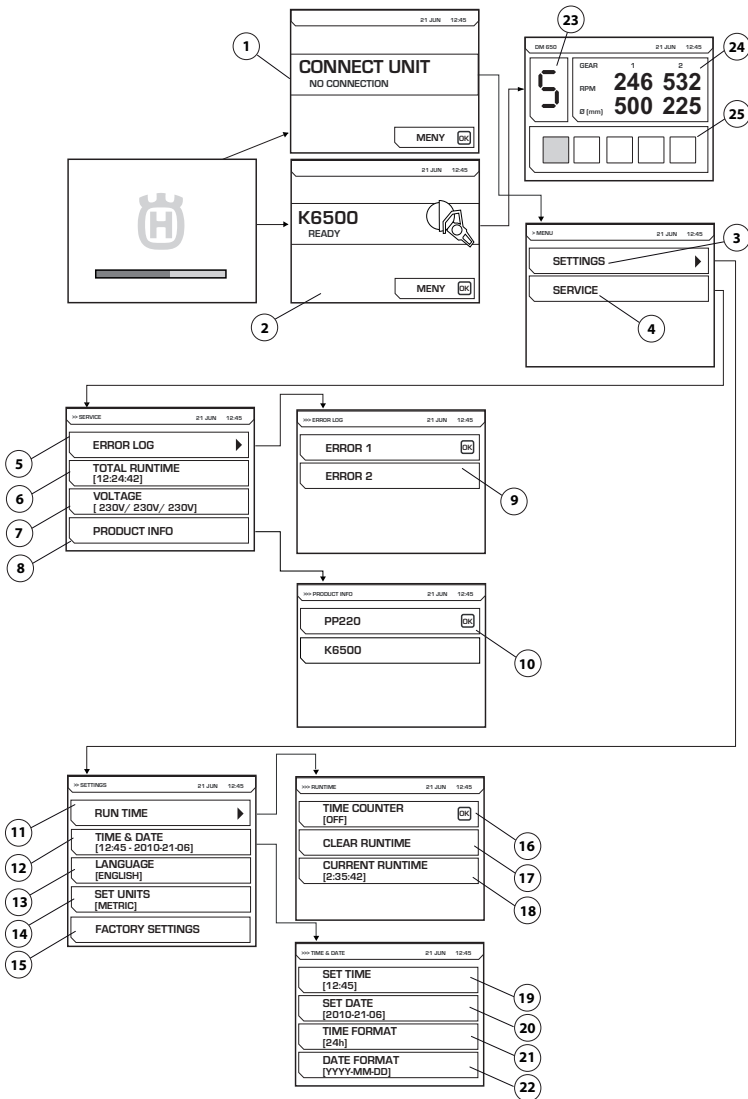 21 JUN 12:45
1
CONNECT UNIT
NO CONNECTION
MENY OK
H
21 JUN 12:45
K6500
READY
MENY OK
2
23
DM 650 21 JUN 12:45
24
5
GEAR 1 2
RPM 246 532
Ø [mm] 500 225
25
> MENU 21 JUN 12:45
SETTINGS
3
SERVICE
4
>> SERVICE 21 JUN 12:45
ERROR LOG
5
TOTAL RUNTIME
[12:24:42]
6
VOLTAGE
[ 230V/ 230V/ 230V]
7
PRODUCT INFO
8
>>> ERROR LOG 21 JUN 12:45
ERROR 1 OK
ERROR 2
9
>>> PRODUCT INFO 21 JUN 12:45
PP220 OK
10
K6500
>> SETTINGS 21 JUN 12:45
RUN TIME
11
TIME & DATE
[12:45 - 2010-21-06]
12
LANGUAGE
[ENGLISH]
13
SET UNITS
[METRIC]
14
FACTORY SETTINGS
15
>>> RUNTIME 21 JUN 12:45
TIME COUNTER
[OFF] OK
16
CLEAR RUNTIME
17
CURRENT RUNTIME
[2:35:42]
18
>>> TIME & DATE 21 JUN 12:45
SET TIME
[12:45]
19
SET DATE
[2010-21-06]
20
TIME FORMAT
[24h]
21
DATE FORMAT
[YYYY-MM-DD]
22